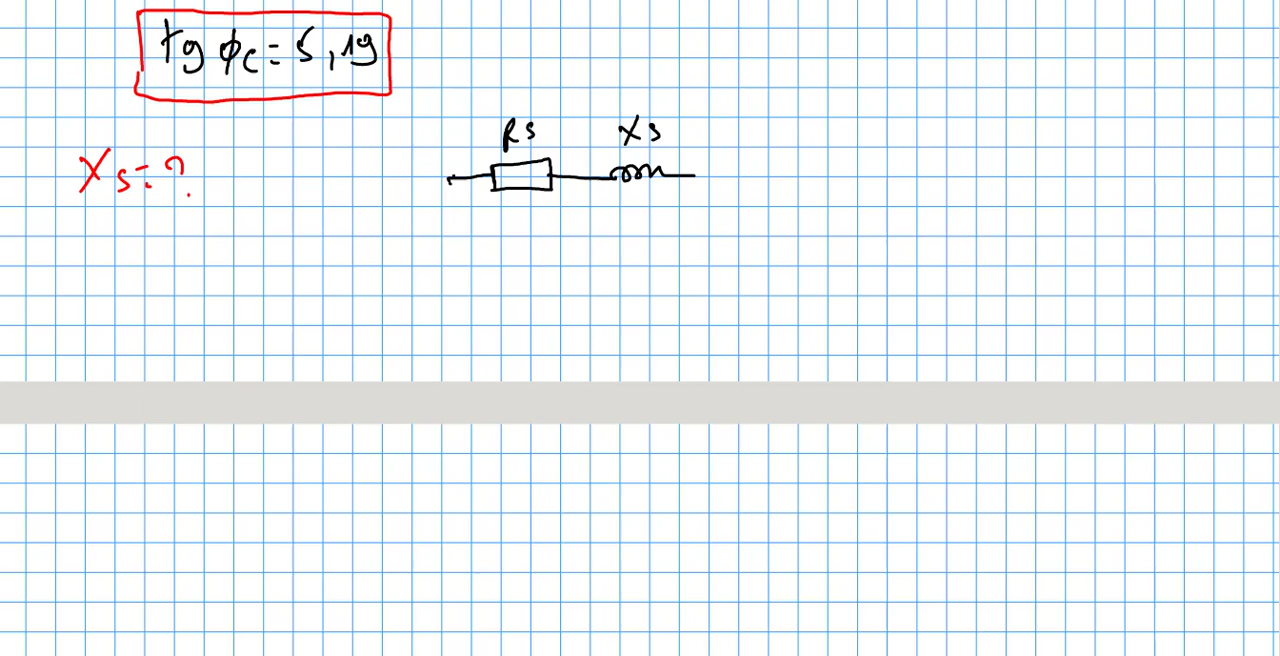 tg φc = 5,19
Rs Xs
Xs = ?